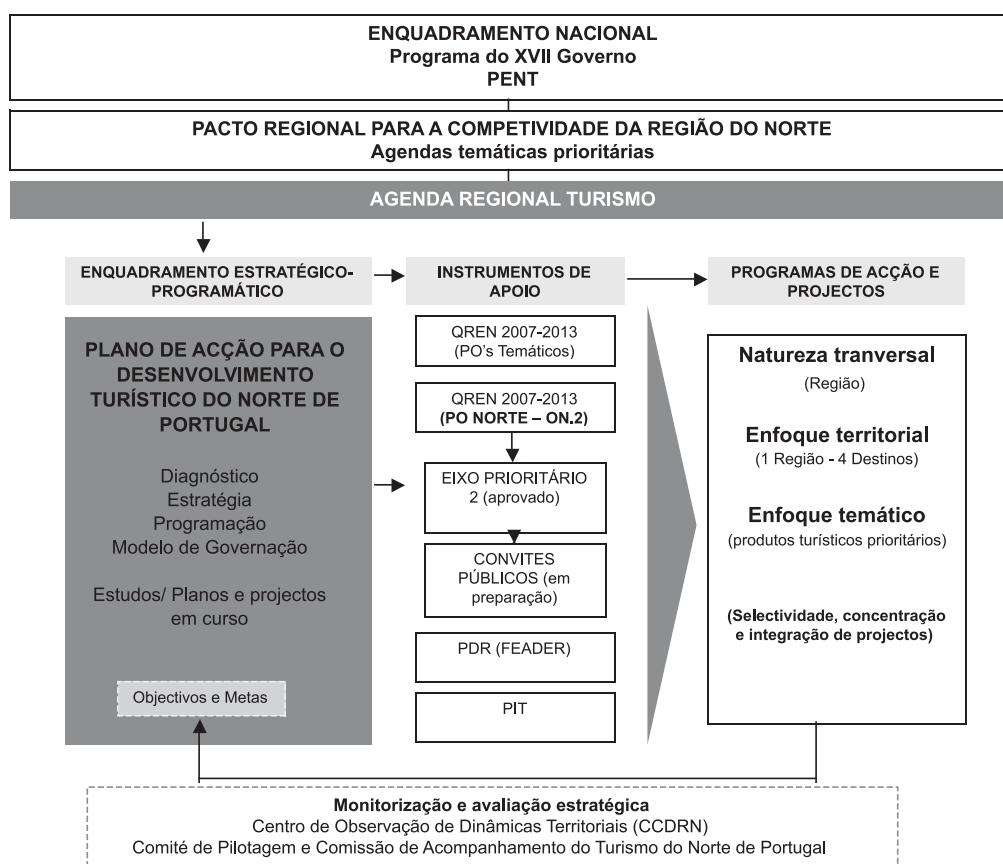 ENQUADRAMENTO NACIONAL
Programa do XVII Governo
PENT
PACTO REGIONAL PARA A COMPETIVIDADE DA REGIÃO DO NORTE
Agendas temáticas prioritárias
AGENDA REGIONAL TURISMO
ENQUADRAMENTO ESTRATÉGICO-
PROGRAMÁTICO
PLANO DE ACÇÃO PARA O
DESENVOLVIMENTO
TURÍSTICO DO NORTE DE
PORTUGAL
Diagnóstico
Estratégia
Programação
Modelo de Governação
Estudos/ Planos e projectos
em curso
Objectivos e Metas
INSTRUMENTOS DE
APOIO
QREN 2007-2013
(PO's Temáticos)
QREN 2007-2013
(PO NORTE – ON.2)
EIXO PRIORITÁRIO
2 (aprovado)
CONVITES
PÚBLICOS (em
preparação)
PDR (FEADER)
PIT
PROGRAMAS DE ACÇÃO E
PROJECTOS
Natureza tranversal
(Região)
Enfoque territorial
(1 Região - 4 Destinos)
Enfoque temático
(produtos turísticos prioritários)
(Selectividade, concentração
e integração de projectos)
Monitorização e avaliação estratégica
Centro de Observação de Dinâmicas Territoriais (CCDRN)
Comité de Pilotagem e Comissão de Acompanhamento do Turismo do Norte de Portugal